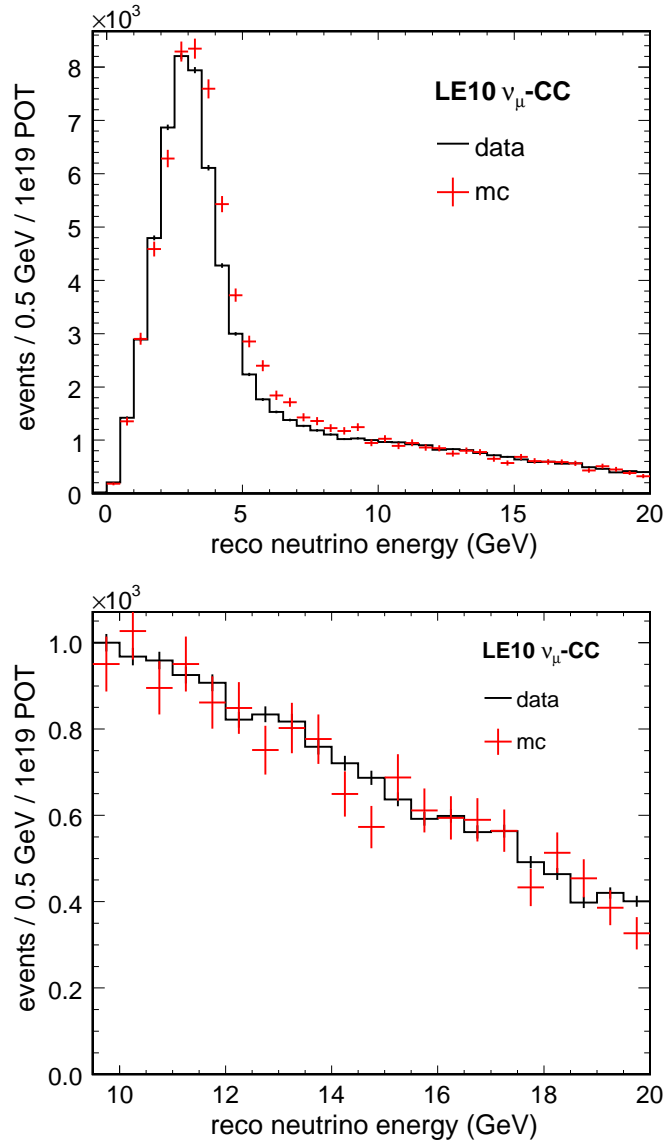 ×10³
8
7
6
5
4
3
2
1
0
events / 0.5 GeV / 1e19 POT
LE10 νμ-CC
data
mc
0 5 10 15 20
reco neutrino energy (GeV)
×10³
1.0
0.8
0.6
0.4
0.2
0.0
events / 0.5 GeV / 1e19 POT
LE10 νμ-CC
data
mc
10 12 14 16 18 20
reco neutrino energy (GeV)